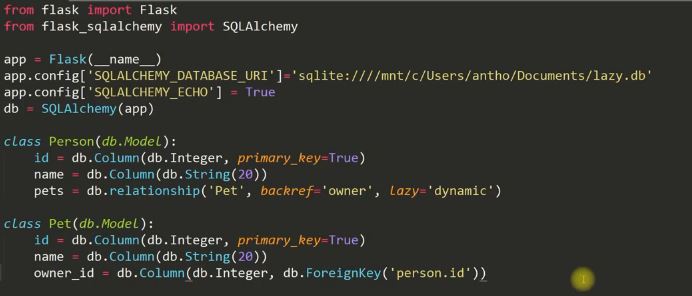 from flask import Flask
from flask_sqlalchemy import SQLAlchemy
app = Flask(__name__)
app.config['SQLALCHEMY_DATABASE_URI']='sqlite:////mnt/c/Users/antho/Documents/lazy.db'
app.config['SQLALCHEMY_ECHO'] = True
db = SQLAlchemy(app)
class Person(db.Model):
    id = db.Column(db.Integer, primary_key=True)
    name = db.Column(db.String(20))
    pets = db.relationship('Pet', backref='owner', lazy='dynamic')
class Pet(db.Model):
    id = db.Column(db.Integer, primary_key=True)
    name = db.Column(db.String(20))
    owner_id = db.Column(db.Integer, db.ForeignKey('person.id'))